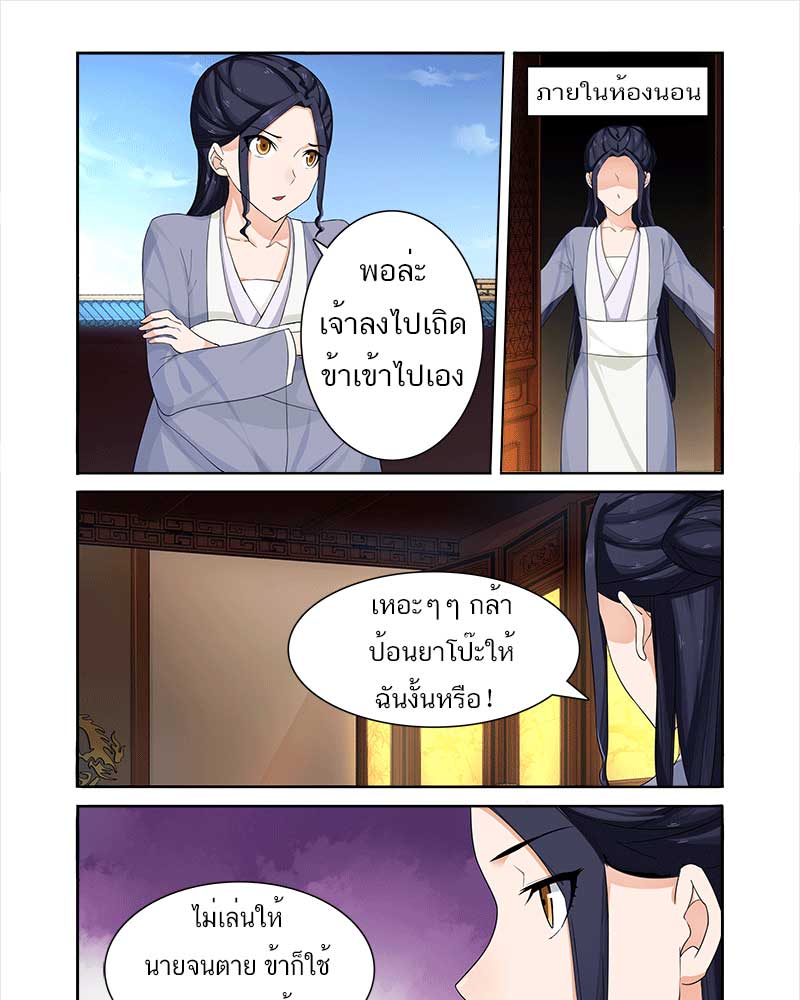 พอล่ะ
เจ้าลงไปเถิด
ข้าเข้าไปเอง
ภายในห้องนอน
เหอะๆๆ กล้า
ป้อนยาโป๊ะให้
ฉันงั้นหรือ!
ไม่เล่นให้
นายจนตาย ข้าก็ใช้